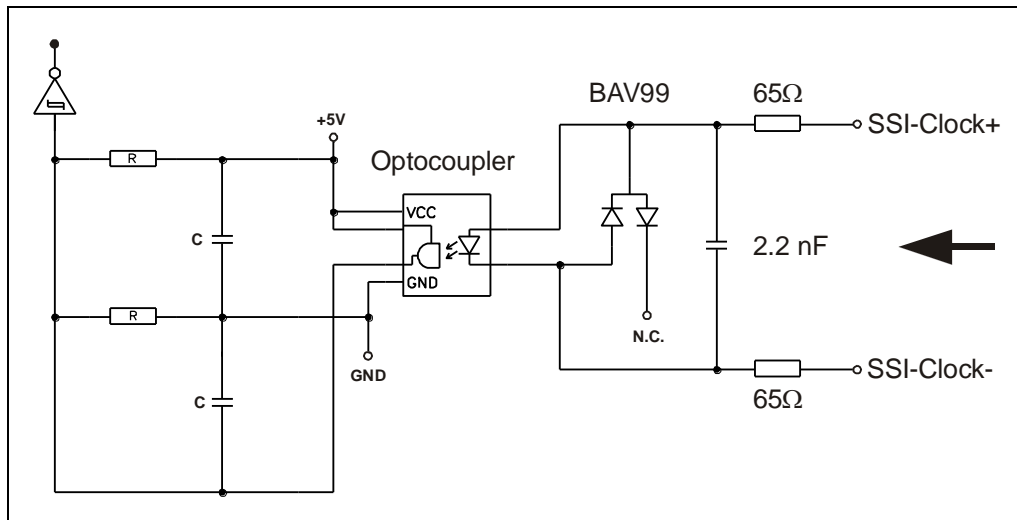 BAV99
65Ω
SSI-Clock+
+5V
Optocoupler
R
VCC
C
2.2 nF
GND
R
N.C.
GND
SSI-Clock-
65Ω
C